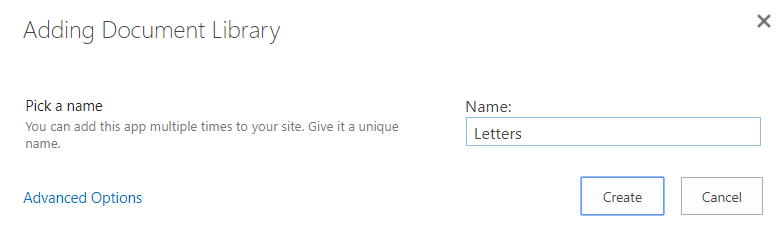 Adding Document Library
Pick a name
You can add this app multiple times to your site. Give it a unique
name.
Name:
Letters
Advanced Options
Create
Cancel